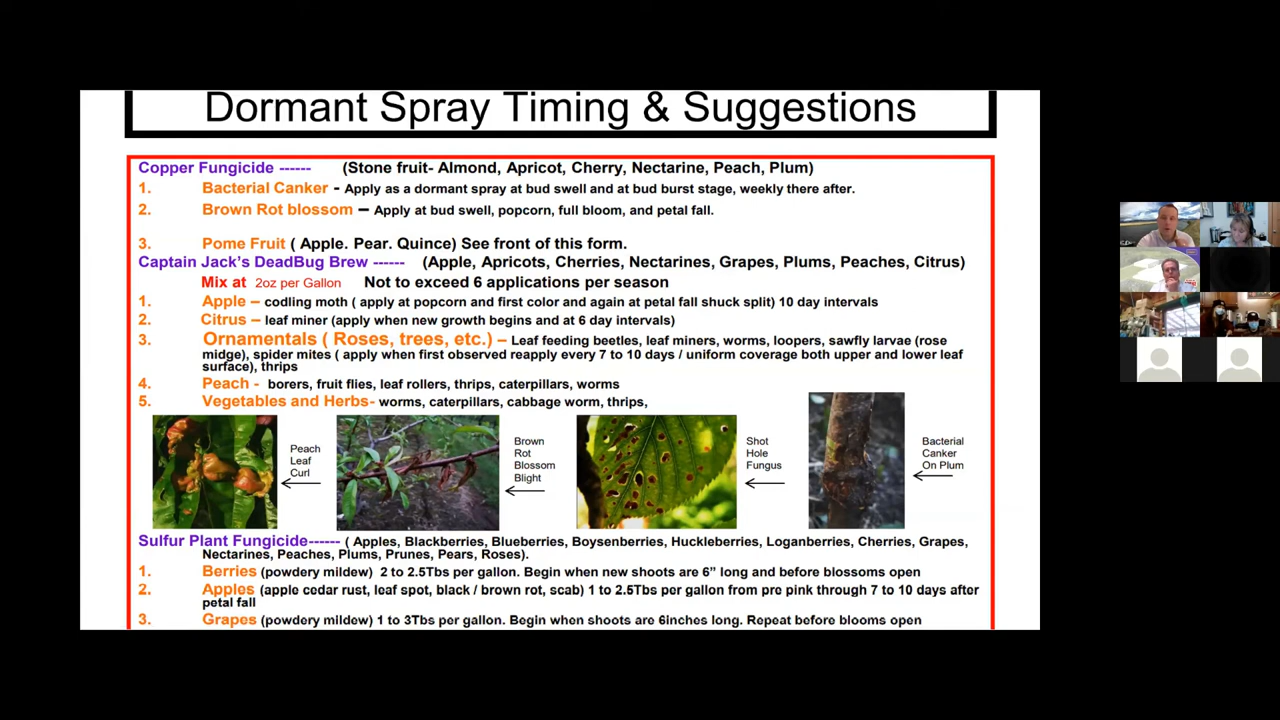 Dormant Spray Timing & Suggestions
Copper Fungicide ------ (Stone fruit- Almond, Apricot, Cherry, Nectarine, Peach, Plum)
1. Bacterial Canker - Apply as a dormant spray at bud swell and at bud burst stage, weekly there after.
2. Brown Rot blossom – Apply at bud swell, popcorn, full bloom, and petal fall.
3. Pome Fruit ( Apple. Pear. Quince) See front of this form.
Captain Jack's DeadBug Brew ------ (Apple, Apricots, Cherries, Nectarines, Grapes, Plums, Peaches, Citrus)
Mix at 2oz per Gallon Not to exceed 6 applications per season
1. Apple – codling moth ( apply at popcorn and first color and again at petal fall shuck split) 10 day intervals
2. Citrus – leaf miner (apply when new growth begins and at 6 day intervals)
3. Ornamentals ( Roses, trees, etc.) – Leaf feeding beetles, leaf miners, worms, loopers, sawfly larvae (rose
midge), spider mites ( apply when first observed reapply every 7 to 10 days / uniform coverage both upper and lower leaf
surface), thrips
4. Peach - borers, fruit flies, leaf rollers, thrips, caterpillars, worms
5. Vegetables and Herbs- worms, caterpillars, cabbage worm, thrips,
Peach
Leaf
Curl
Brown
Rot
Blossom
Blight
Shot
Hole
Fungus
Bacterial
Canker
On Plum
Sulfur Plant Fungicide------ ( Apples, Blackberries, Blueberries, Boysenberries, Huckleberries, Loganberries, Cherries, Grapes,
Nectarines, Peaches, Plums, Prunes, Pears, Roses).
1. Berries (powdery mildew) 2 to 2.5Tbs per gallon. Begin when new shoots are 6” long and before blossoms open
2. Apples (apple cedar rust, leaf spot, black / brown rot, scab) 1 to 2.5Tbs per gallon from pre pink through 7 to 10 days after
petal fall
3. Grapes (powdery mildew) 1 to 3Tbs per gallon. Begin when shoots are 6inches long. Repeat before blooms open